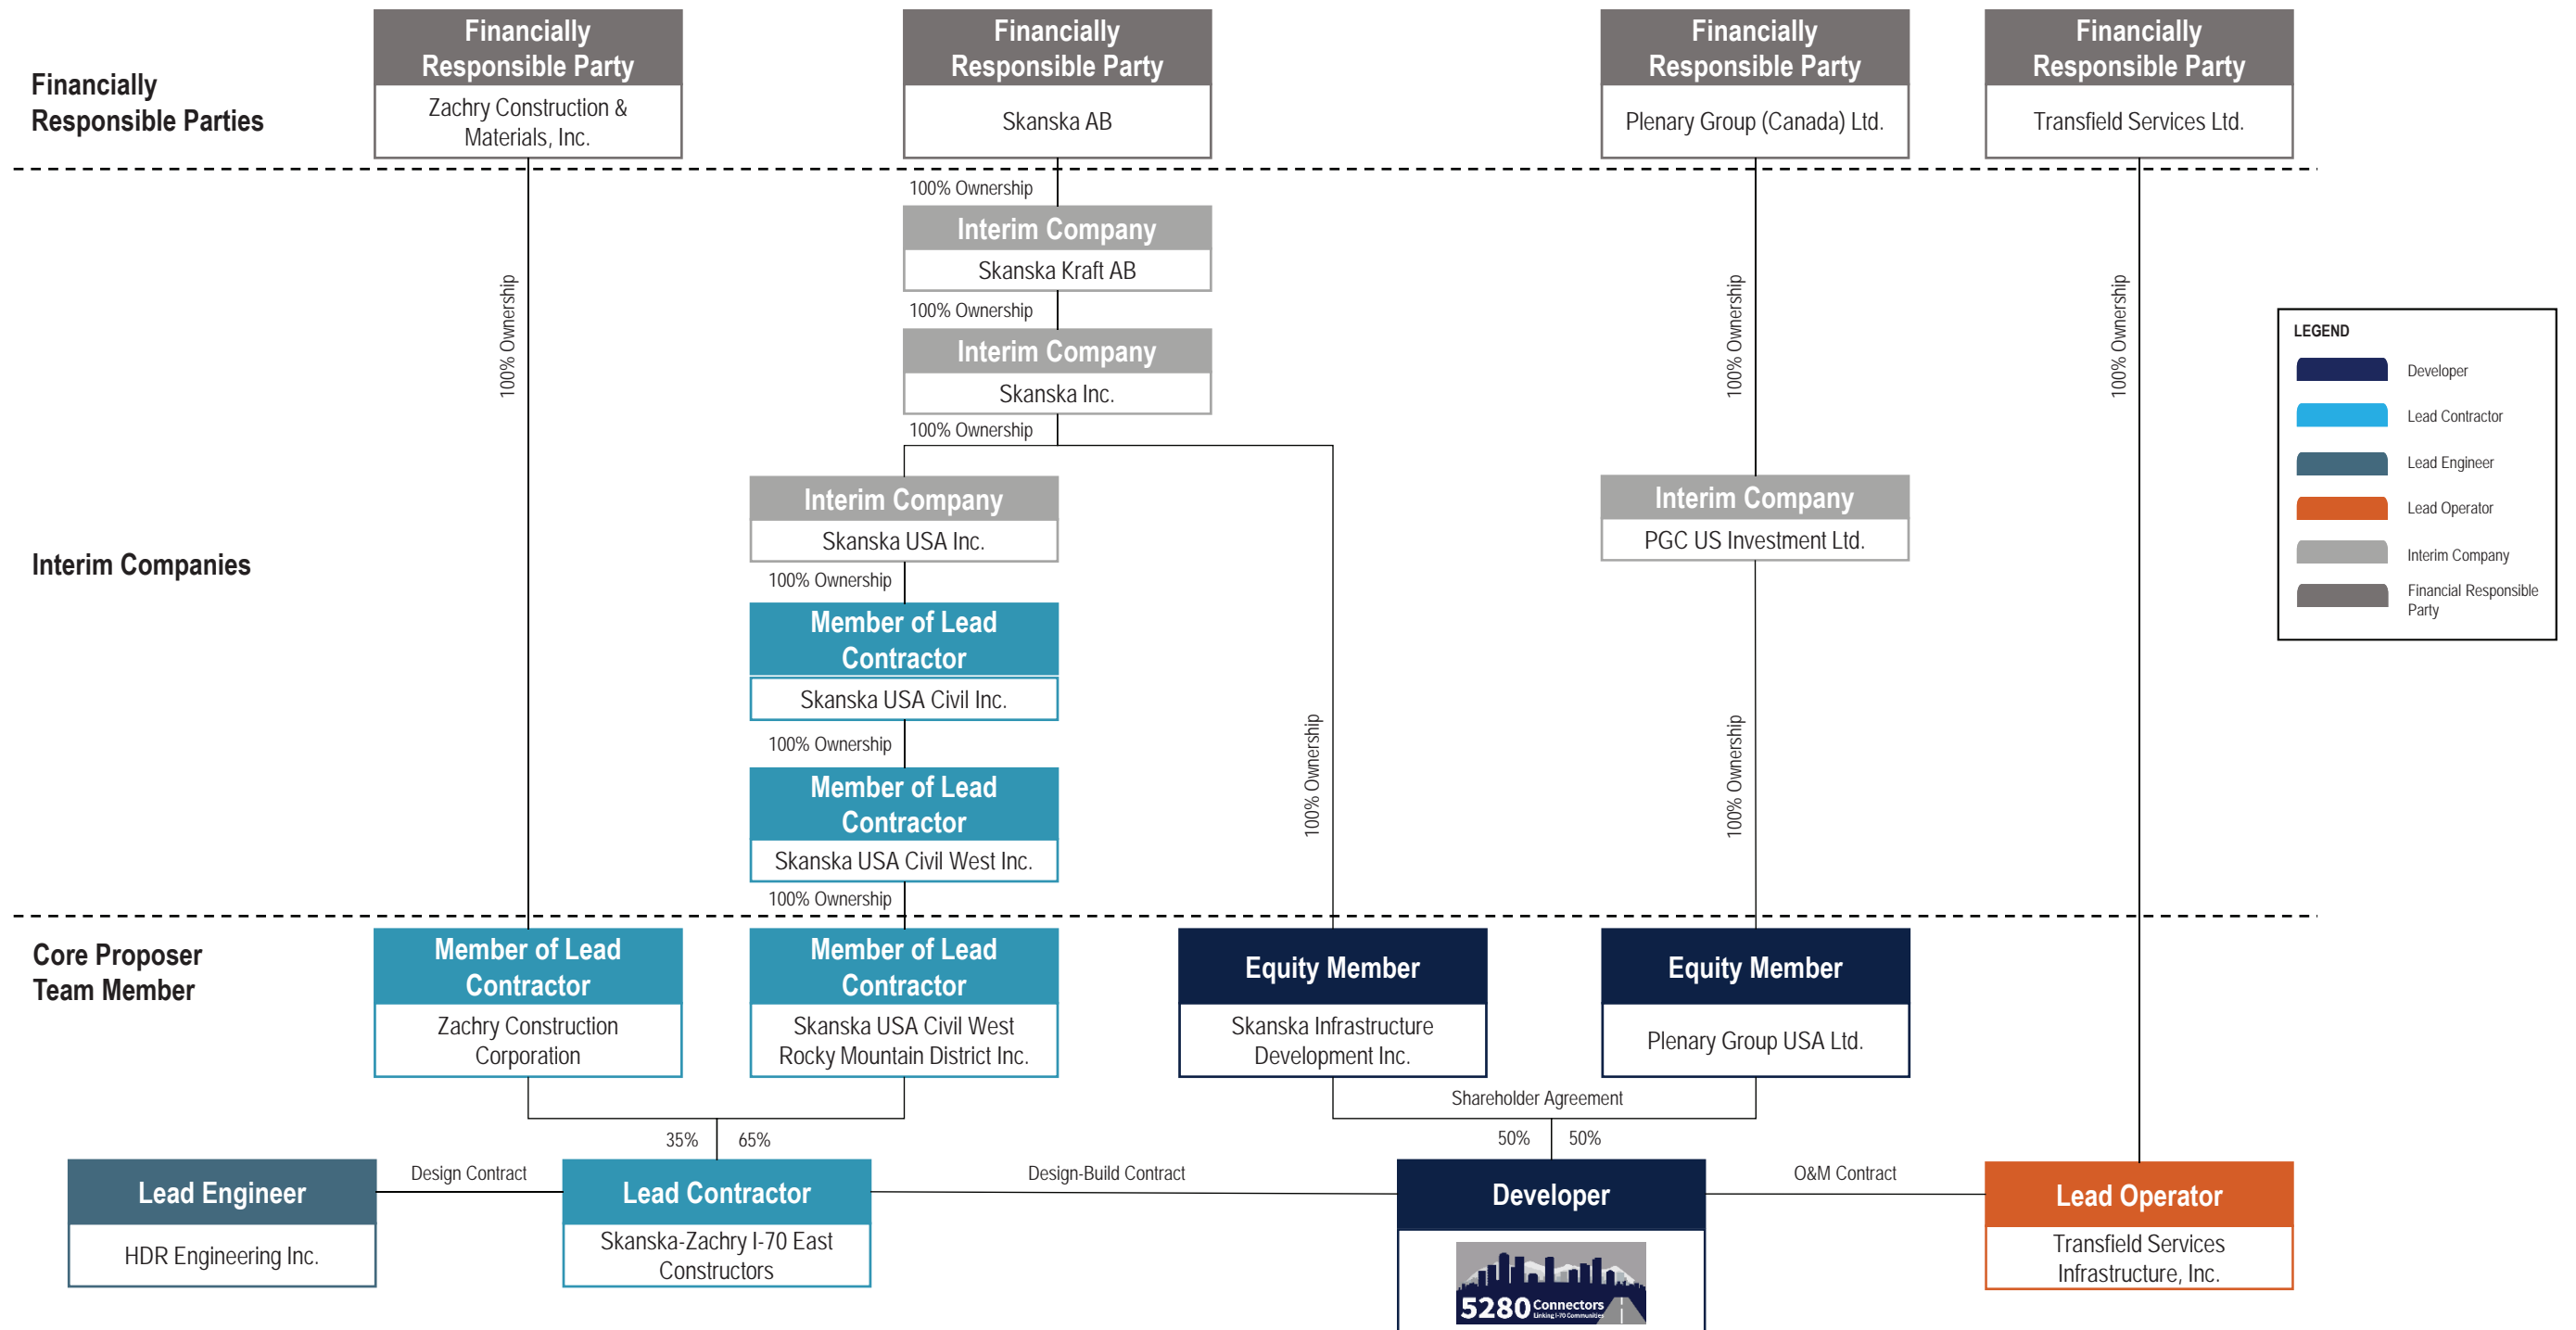 Financially
Responsible Parties
Financially
Responsible Party
Zachry Construction &
Materials, Inc.
Financially
Responsible Party
Skanska AB
Financially
Responsible Party
Plenary Group (Canada) Ltd.
Financially
Responsible Party
Transfield Services Ltd.
100% Ownership
Interim Company
Skanska Kraft AB
100% Ownership
Interim Company
Skanska Inc.
100% Ownership
100% Ownership
100% Ownership
100% Ownership
LEGEND
Developer
Lead Contractor
Lead Engineer
Lead Operator
Interim Company
Financial Responsible
Party
Interim Companies
Interim Company
Skanska USA Inc.
100% Ownership
Interim Company
PGC US Investment Ltd.
Member of Lead
Contractor
Skanska USA Civil Inc.
100% Ownership
Member of Lead
Contractor
Skanska USA Civil West Inc.
100% Ownership
100% Ownership
100% Ownership
Core Proposer
Team Member
Member of Lead
Contractor
Zachry Construction
Corporation
Member of Lead
Contractor
Skanska USA Civil West
Rocky Mountain District Inc.
Equity Member
Skanska Infrastructure
Development Inc.
Equity Member
Plenary Group USA Ltd.
Shareholder Agreement
35% 65%
50% 50%
Lead Engineer
HDR Engineering Inc.
Design Contract
Lead Contractor
Skanska-Zachry I-70 East
Constructors
Design-Build Contract
Developer
5280 Connectors
Linking I-70 Communities
O&M Contract
Lead Operator
Transfield Services
Infrastructure, Inc.